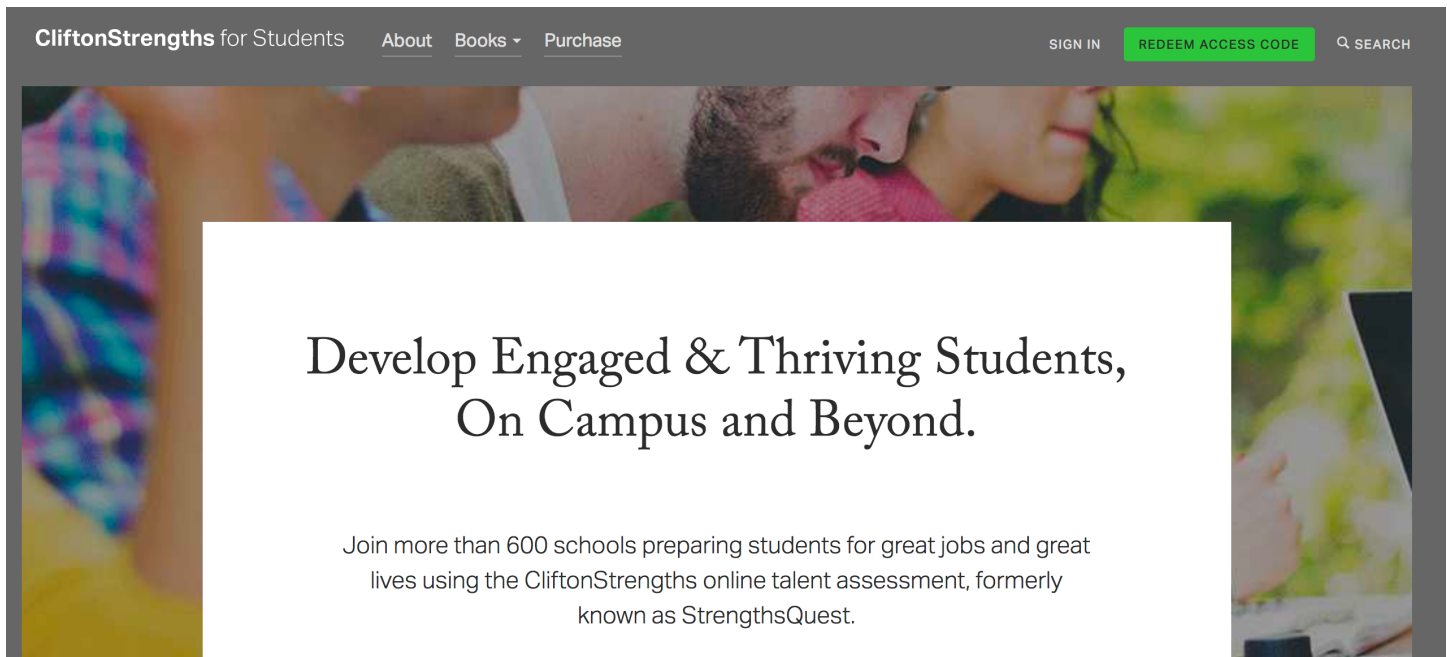 CliftonStrengths for Students About Books Purchase
SIGN IN REDEEM ACCESS CODE SEARCH
Develop Engaged & Thriving Students,
On Campus and Beyond.
Join more than 600 schools preparing students for great jobs and great
lives using the CliftonStrengths online talent assessment, formerly
known as StrengthsQuest.